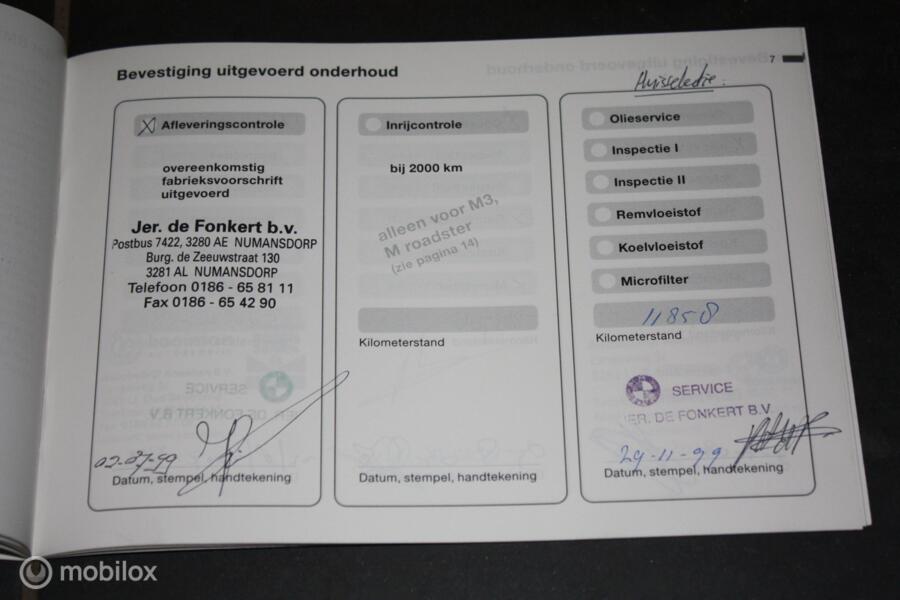 7
Bevestiging uitgevoerd onderhoud
Afleveringscontrole
overeenkomstig
fabrieksvoorschrift
uitgevoerd
Jer. de Fonkert b.v.
Postbus 7422, 3280 AE NUMANSDORP
Burg. de Zeeuwstraat 130
3281 AL NUMANSDORP
Telefoon 0186 - 65 81 11
Fax 0186 - 65 42 90
02-07-99
Datum, stempel, handtekening
Inrijcontrole
bij 2000 km
alleen voor M3,
M roadster
(zie pagina 14)
Kilometerstand
Datum, stempel, handtekening
Olieservice
Inspectie I
Inspectie II
Remvloeistof
Koelvloeistof
Microfilter
11858
Kilometerstand
SERVICE
JER. DE FONKERT B.V.
29-11-99
Datum, stempel, handtekening
mobilox